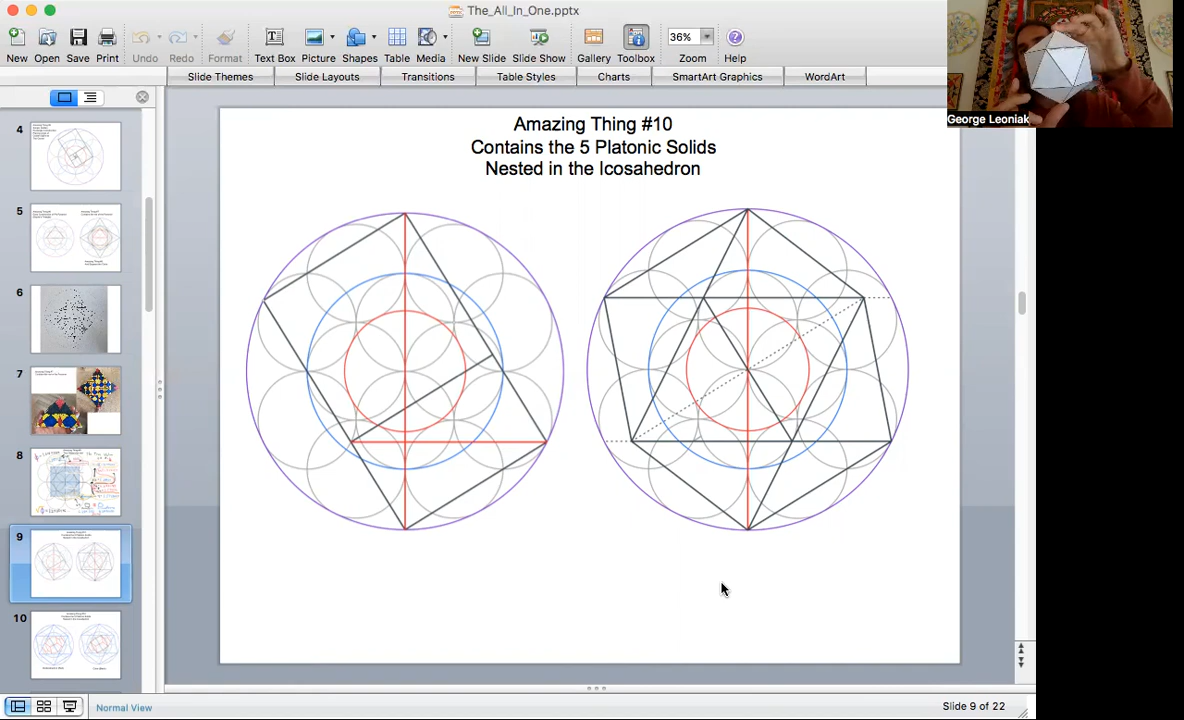 The_All_In_One.pptx
New Open Save Print Undo Redo Format Text Box Picture Shapes Table Media New Slide Slide Show Gallery Toolbox Zoom Help
36%
Slide Themes Slide Layouts Transitions Table Styles Charts SmartArt Graphics WordArt
George Leoniak
4
5
6
7
8
9
10
Amazing Thing #10
Contains the 5 Platonic Solids
Nested in the Icosahedron
Normal View
Slide 9 of 22